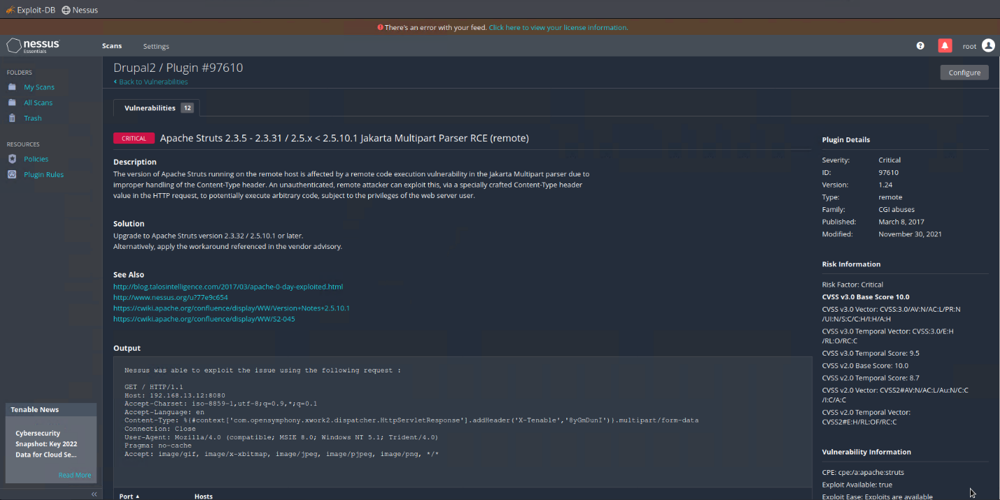 Exploit-DB Nessus
There's an error with your feed. Click here to view your license information.
nessus
Essentials
Scans Settings
? root
FOLDERS
My Scans
All Scans
Trash
RESOURCES
Policies
Plugin Rules
Tenable News
Cybersecurity
Snapshot: Key 2022
Data for Cloud Se...
Read More
Drupal2 / Plugin #97610
Back to Vulnerabilities
Configure
Vulnerabilities 12
CRITICAL Apache Struts 2.3.5 - 2.3.31 / 2.5.x < 2.5.10.1 Jakarta Multipart Parser RCE (remote)
Description
The version of Apache Struts running on the remote host is affected by a remote code execution vulnerability in the Jakarta Multipart parser due to
improper handling of the Content-Type header. An unauthenticated, remote attacker can exploit this, via a specially crafted Content-Type header
value in the HTTP request, to potentially execute arbitrary code, subject to the privileges of the web server user.
Solution
Upgrade to Apache Struts version 2.3.32 / 2.5.10.1 or later.
Alternatively, apply the workaround referenced in the vendor advisory.
See Also
http://blog.talosintelligence.com/2017/03/apache-0-day-exploited.html
http://www.nessus.org/u?77e9c654
https://cwiki.apache.org/confluence/display/WW/Version+Notes+2.5.10.1
https://cwiki.apache.org/confluence/display/WW/S2-045
Output
Nessus was able to exploit the issue using the following request :
GET / HTTP/1.1
Host: 192.168.13.12:8080
Accept-Charset: iso-8859-1,utf-8;q=0.9,*;q=0.1
Accept-Language: en
Content-Type: %{#context['com.opensymphony.xwork2.dispatcher.HttpServletResponse'].addHeader('X-Tenable','8yGmDunI')}.multipart/form-data
Connection: Close
User-Agent: Mozilla/4.0 (compatible; MSIE 8.0; Windows NT 5.1; Trident/4.0)
Pragma: no-cache
Accept: image/gif, image/x-xbitmap, image/jpeg, image/pjpeg, image/png, */*
Port Hosts
Plugin Details
Severity: Critical
ID: 97610
Version: 1.24
Type: remote
Family: CGI abuses
Published: March 8, 2017
Modified: November 30, 2021
Risk Information
Risk Factor: Critical
CVSS v3.0 Base Score 10.0
CVSS v3.0 Vector: CVSS:3.0/AV:N/AC:L/PR:N
/UI:N/S:C/C:H/I:H/A:H
CVSS v3.0 Temporal Vector: CVSS:3.0/E:H
/RL:O/RC:C
CVSS v3.0 Temporal Score: 9.5
CVSS v2.0 Base Score: 10.0
CVSS v2.0 Temporal Score: 8.7
CVSS v2.0 Vector: CVSS2#AV:N/AC:L/Au:N/C:C
/I:C/A:C
CVSS v2.0 Temporal Vector:
CVSS2#E:H/RL:OF/RC:C
Vulnerability Information
CPE: cpe:/a:apache:struts
Exploit Available: true
Exploit Ease: Exploits are available